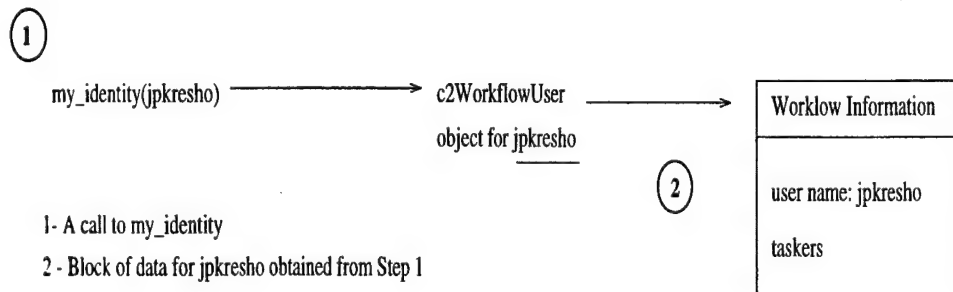 1
my_identity(jpkresho)
c2WorkflowUser
object for jpkresho
Worklow Information
2
user name: jpkresho
taskers
1- A call to my_identity
2 - Block of data for jpkresho obtained from Step 1